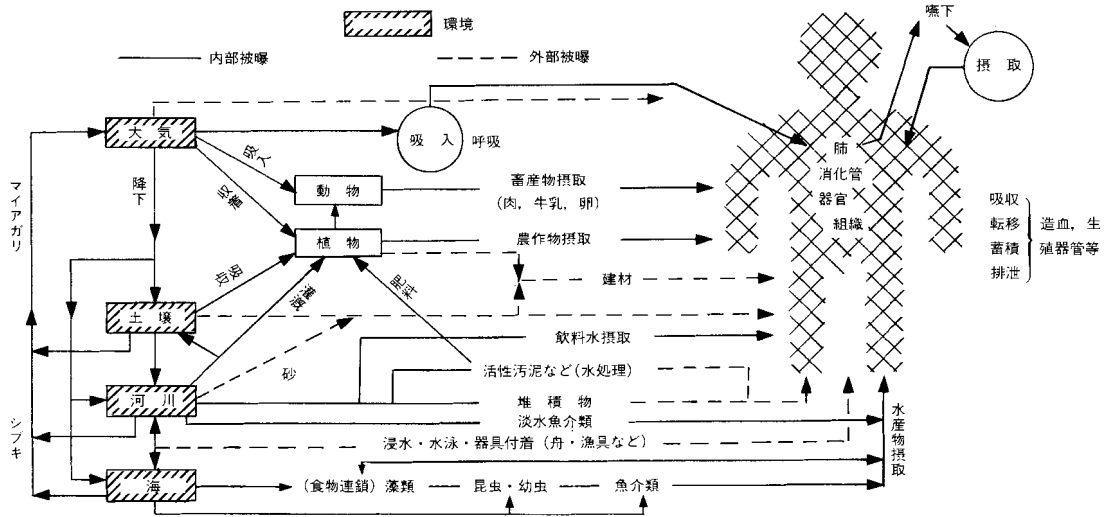 環境
内部被曝
外部被曝
嚥下
摂取
大気
吸入
呼吸
吸入
収着
降下
マイアガリ
動物
畜産物摂取
(肉，牛乳，卵)
肺
消化管
器官
組織
吸収
転移
蓄積
排泄
造血，生
殖器管等
植物
農作物摂取
吸収
灌漑
肥料
建材
土壌
飲料水摂取
砂
活性汚泥など(水処理)
河川
堆積物
淡水魚介類
シブキ
浸水・水泳・器具付着(舟・漁具など)
水産物摂取
海
(食物連鎖)藻類
昆虫・幼虫
魚介類